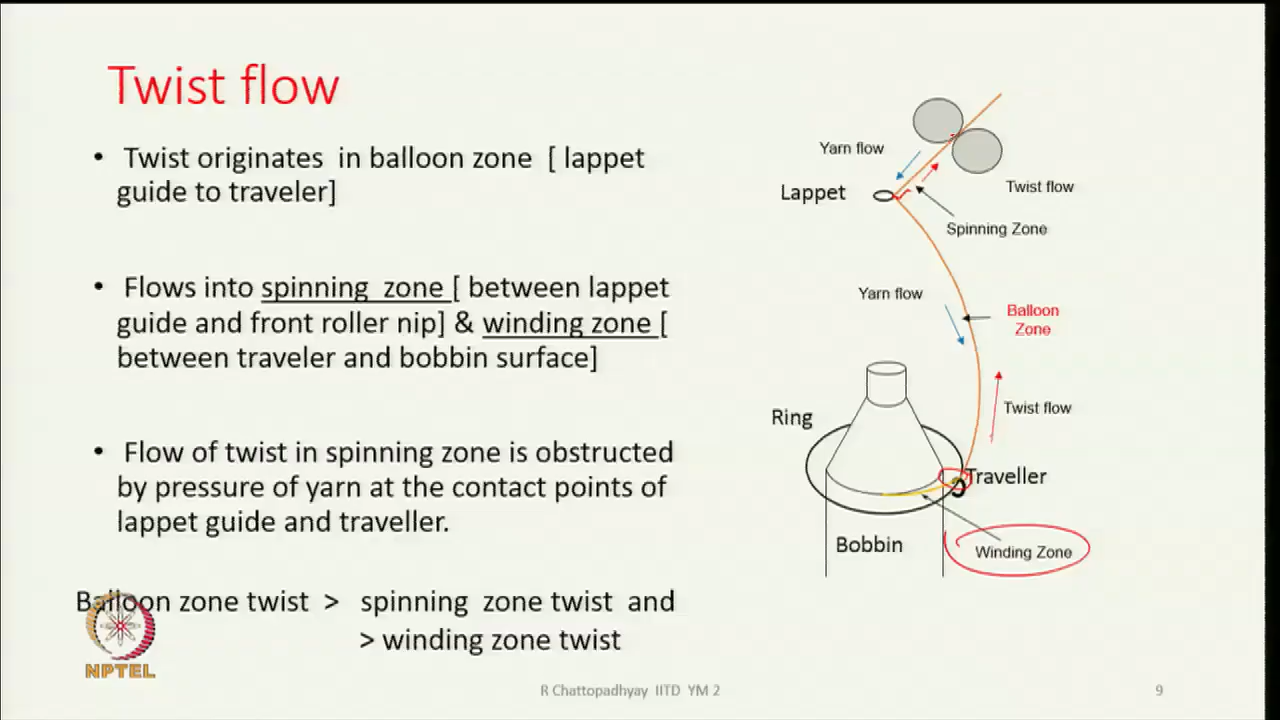 Twist flow
• Twist originates in balloon zone [ lappet
guide to traveler]
• Flows into spinning zone [ between lappet
guide and front roller nip] & winding zone [
between traveler and bobbin surface]
• Flow of twist in spinning zone is obstructed
by pressure of yarn at the contact points of
lappet guide and traveller.
Balloon zone twist > spinning zone twist and
> winding zone twist
Yarn flow
Lappet
Twist flow
Spinning Zone
Yarn flow
Balloon
Zone
Ring
Twist flow
Traveller
Bobbin
Winding Zone
NPTEL
R Chattopadhyay IITD YM 2
9